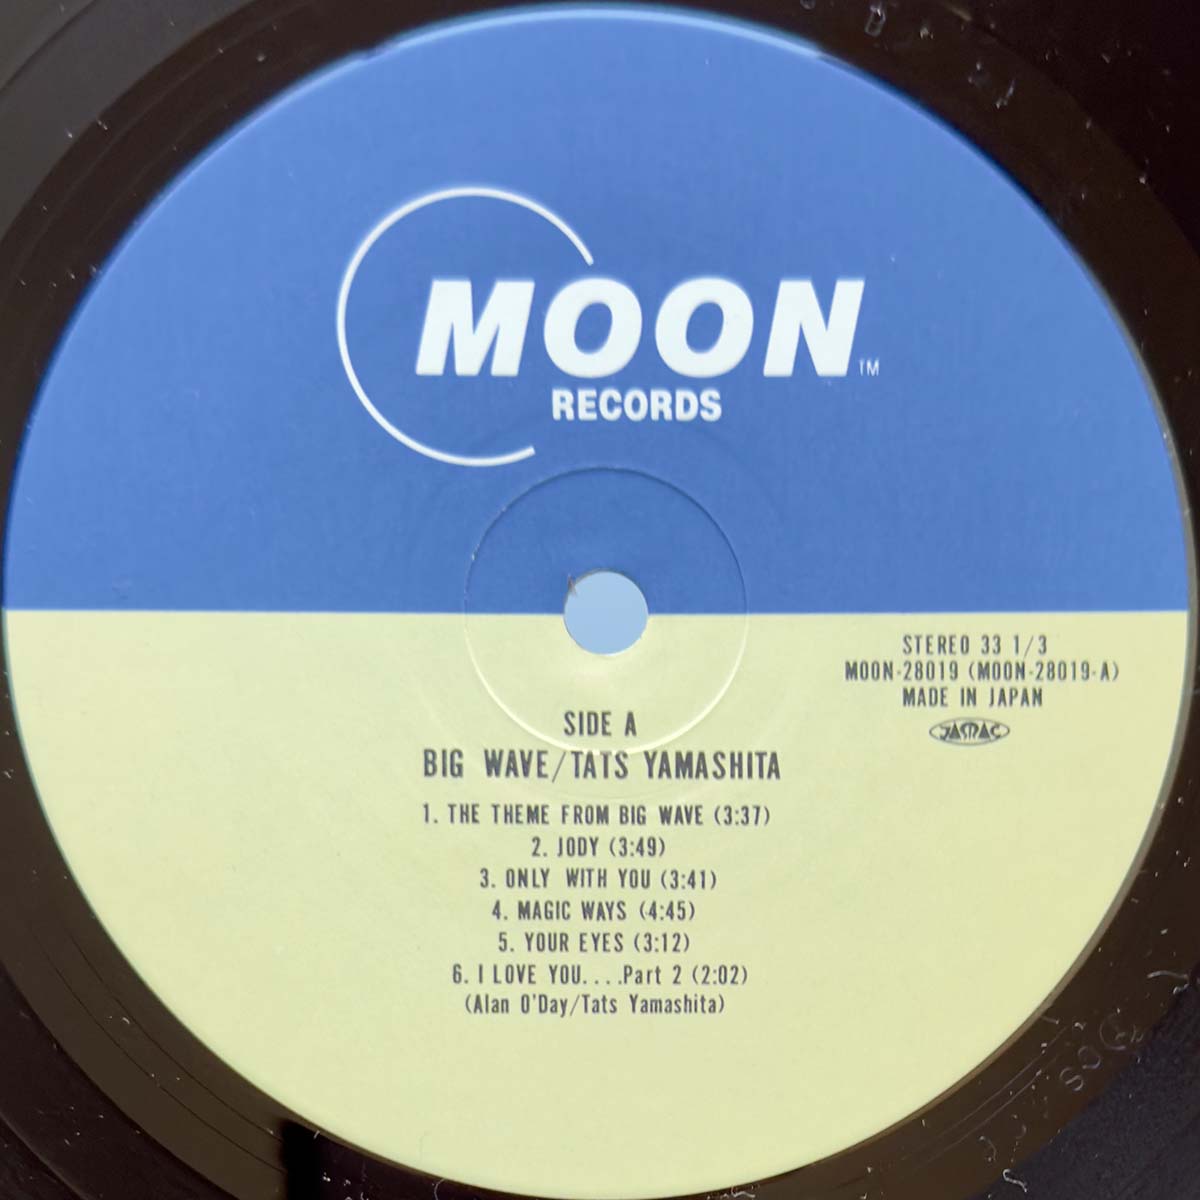 MOON TM
RECORDS
STEREO 33 1/3
MOON-28019 (MOON-28019-A)
MADE IN JAPAN
JASRAC
SIDE A
BIG WAVE/TATS YAMASHITA
1. THE THEME FROM BIG WAVE (3:37)
2. JODY (3:49)
3. ONLY WITH YOU (3:41)
4. MAGIC WAYS (4:45)
5. YOUR EYES (3:12)
6. I LOVE YOU....Part 2 (2:02)
(Alan O'Day/Tats Yamashita)